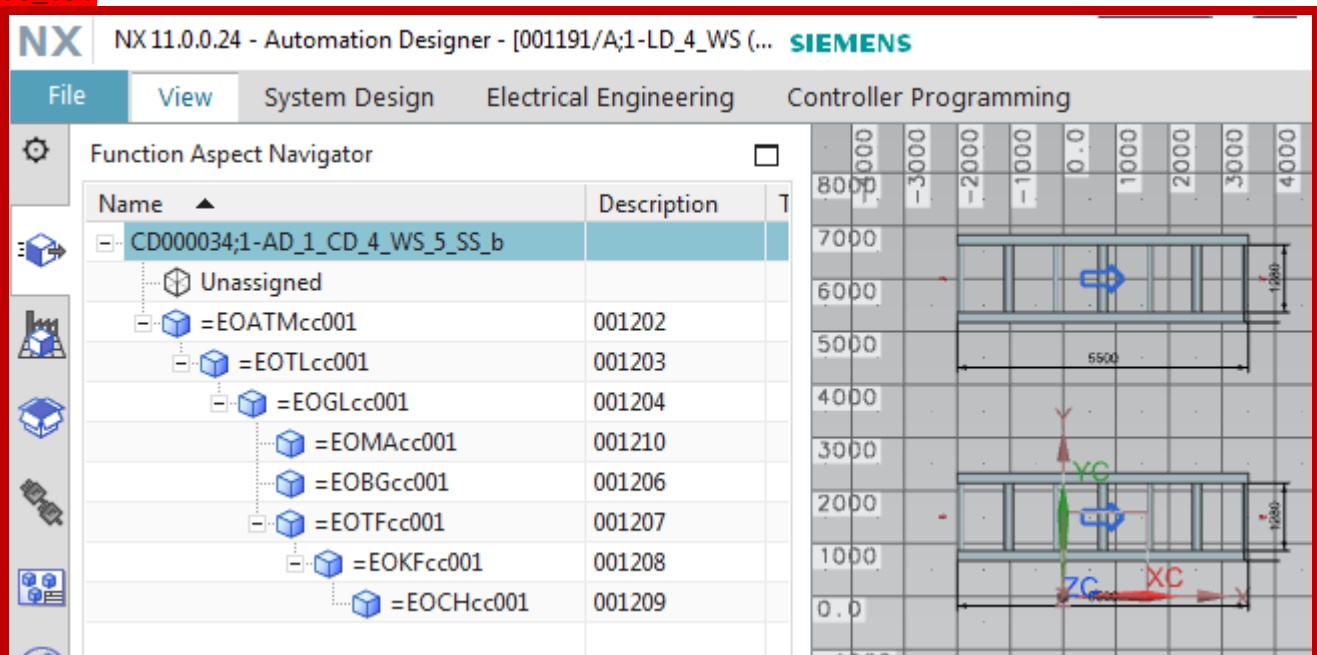 NX NX 11.0.0.24 - Automation Designer - [001191/A;1-LD_4_WS (... SIEMENS
File View System Design Electrical Engineering Controller Programming
Function Aspect Navigator
Name Description T
CD000034;1-AD_1_CD_4_WS_5_SS_b
Unassigned
=EOATMcc001 001202
=EOTLcc001 001203
=EOGLcc001 001204
=EOMAcc001 001210
=EOBGcc001 001206
=EOTFcc001 001207
=EOKFcc001 001208
=EOCHcc001 001209
-4000 -3000 -2000 -1000 0.0 1000 2000 3000 4000
8000
7000
6000
1280
5000
5500
4000
Y
3000
YC
2000
1280
1000
ZC XC X
0.0